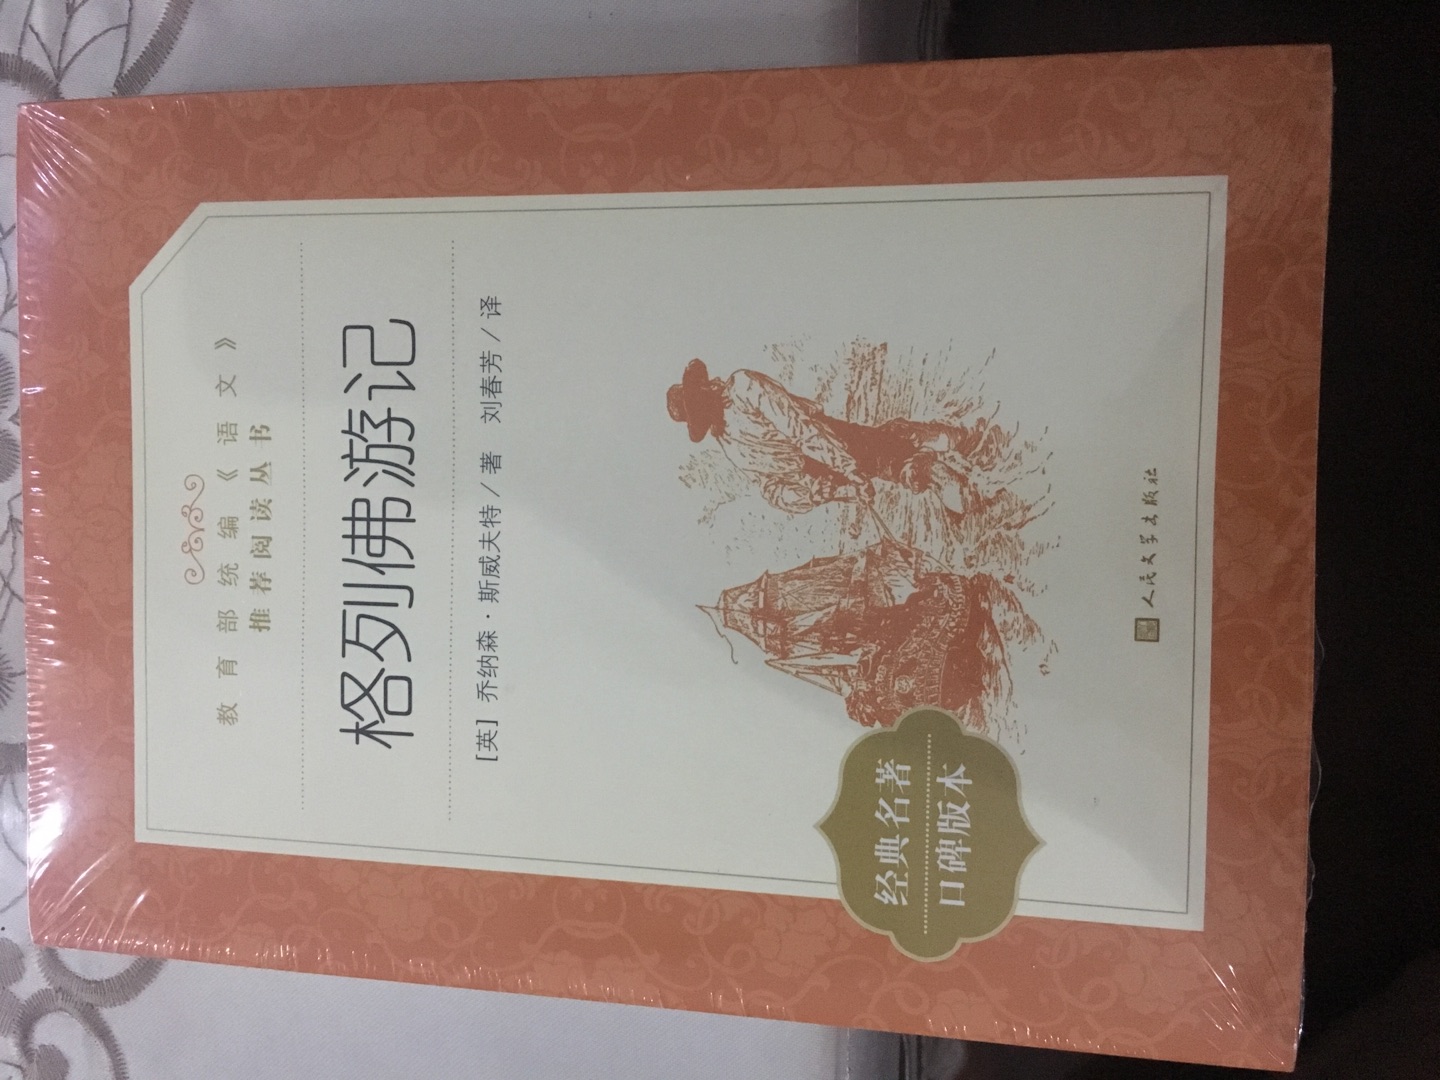 教育部统编《语文》
推荐阅读丛书
格列佛游记
[英] 乔纳森·斯威夫特/著 刘春芳/译
经典名著
口碑版本
人民文学出版社